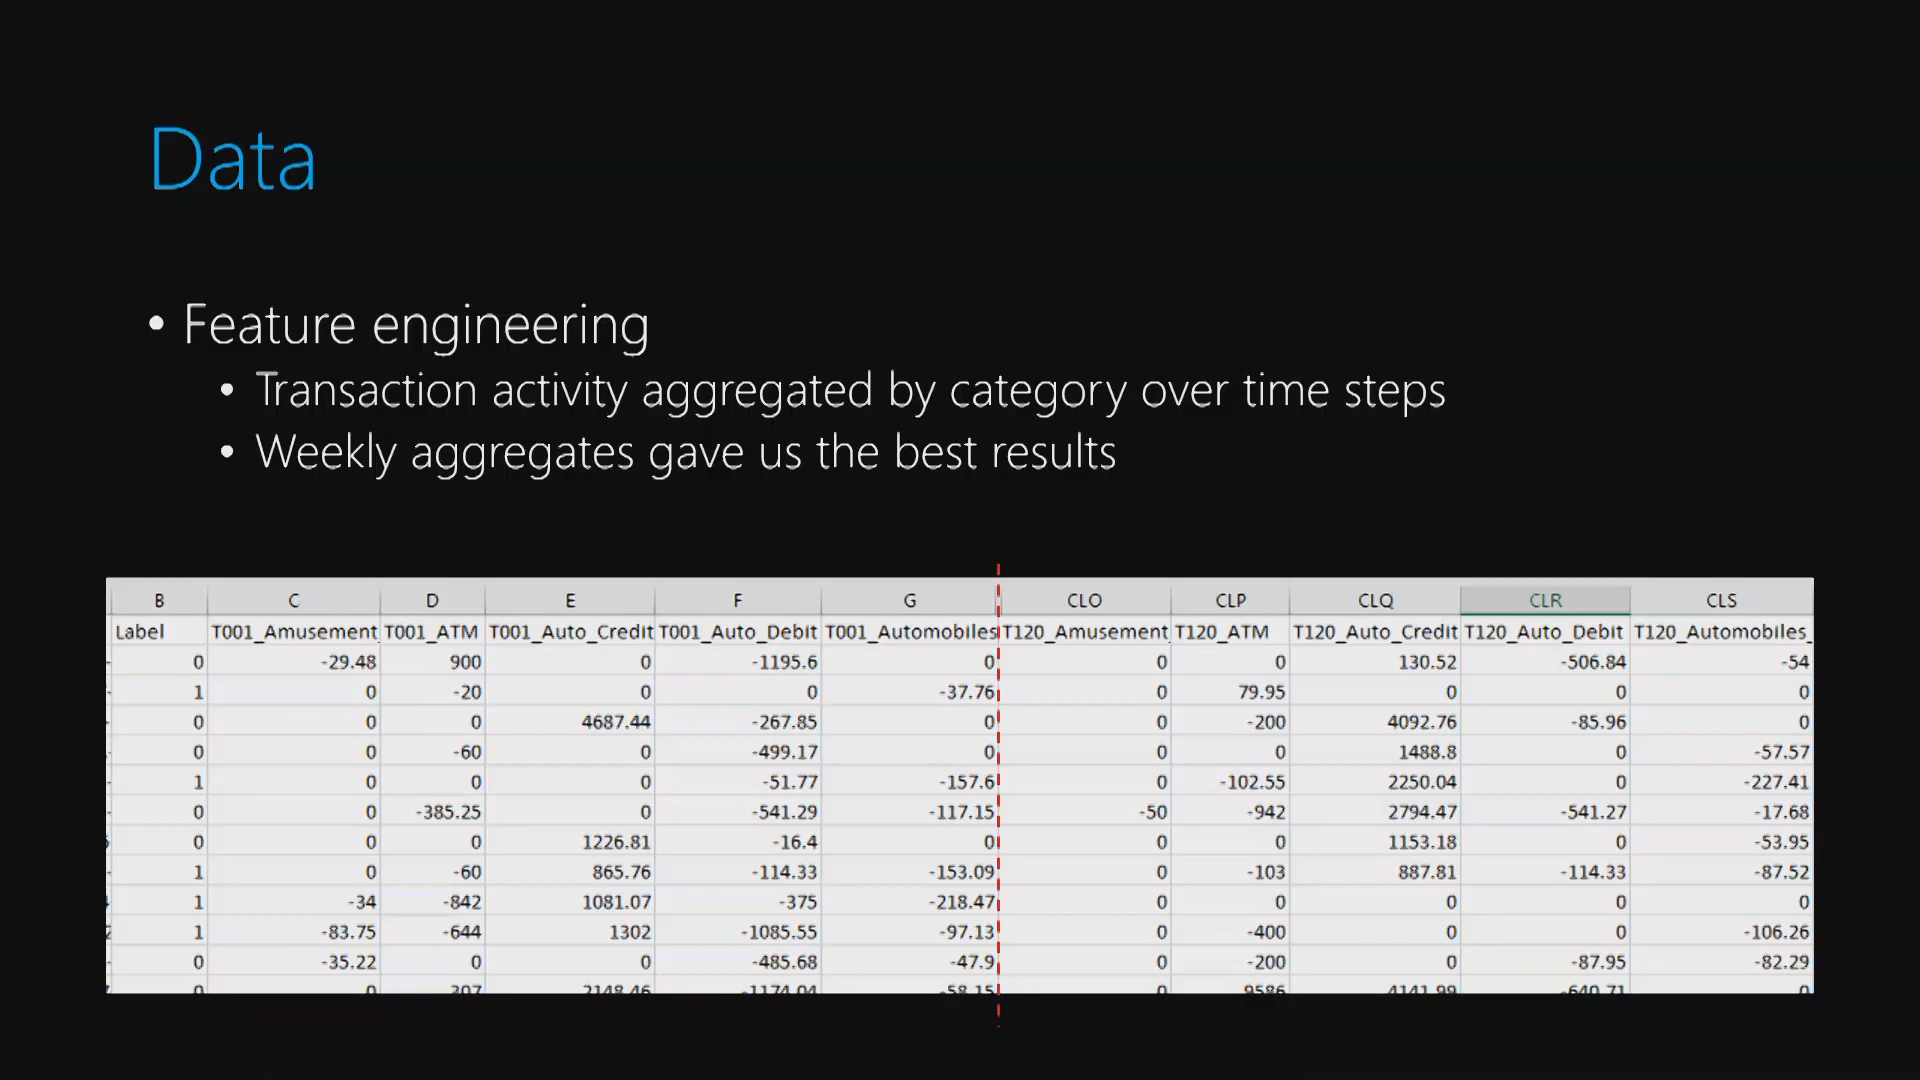 Data
• Feature engineering
• Transaction activity aggregated by category over time steps
• Weekly aggregates gave us the best results
B C D E F G CLO CLP CLQ CLR CLS
Label T001_Amusement T001_ATM T001_Auto_Credit T001_Auto_Debit T001_Automobiles T120_Amusement T120_ATM T120_Auto_Credit T120_Auto_Debit T120_Automobiles_
0 -29.48 900 0 -1195.6 0 0 0 130.52 -506.84 -54
1 0 -20 0 0 -37.76 0 79.95 0 0 0
0 0 0 4687.44 -267.85 0 0 -200 4092.76 -85.96 0
0 0 -60 0 -499.17 0 0 0 1488.8 0 -57.57
1 0 0 0 -51.77 -157.6 0 -102.55 2250.04 0 -227.41
0 0 -385.25 0 -541.29 -117.15 -50 -942 2794.47 -541.27 -17.68
0 0 0 1226.81 -16.4 0 0 0 1153.18 0 -53.95
1 0 -60 865.76 -114.33 -153.09 0 -103 887.81 -114.33 -87.52
1 -34 -842 1081.07 -375 -218.47 0 0 0 0 0
1 -83.75 -644 1302 -1085.55 -97.13 0 -400 0 0 -106.26
0 -35.22 0 0 -485.68 -47.9 0 -200 0 -87.95 -82.29
0 0 307 2148.46 -1174.04 -58.15 0 9586 4141.99 -640.71 0